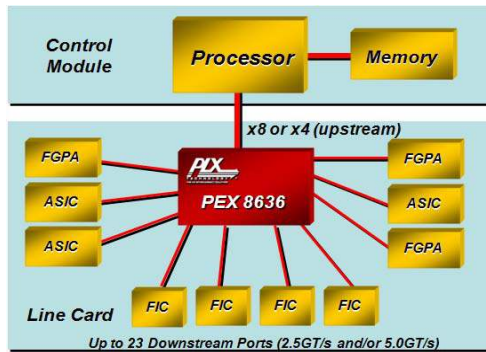 Control
Module
Processor
Memory
x8 or x4 (upstream)
FGPA
ASIC
ASIC
PLX
TECHNOLOGY
PEX 8636
FGPA
ASIC
FGPA
FIC
FIC
FIC
FIC
Line Card
Up to 23 Downstream Ports (2.5GT/s and/or 5.0GT/s)